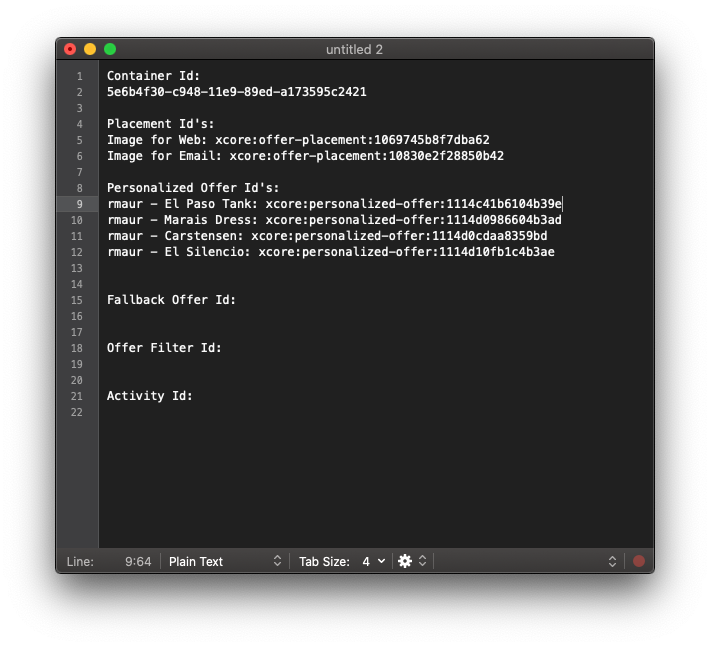 untitled 2
1 Container Id:
2 5e6b4f30-c948-11e9-89ed-a173595c2421
3
4 Placement Id's:
5 Image for Web: xcore:offer-placement:1069745b8f7dba62
6 Image for Email: xcore:offer-placement:10830e2f28850b42
7
8 Personalized Offer Id's:
9 rmaur – El Paso Tank: xcore:personalized-offer:1114c41b6104b39e
10 rmaur – Marais Dress: xcore:personalized-offer:1114d0986604b3ad
11 rmaur – Carstensen: xcore:personalized-offer:1114d0cdaa8359bd
12 rmaur – El Silencio: xcore:personalized-offer:1114d10fb1c4b3ae
13
14
15 Fallback Offer Id:
16
17
18 Offer Filter Id:
19
20
21 Activity Id:
22
Line: 9:64 Plain Text Tab Size: 4